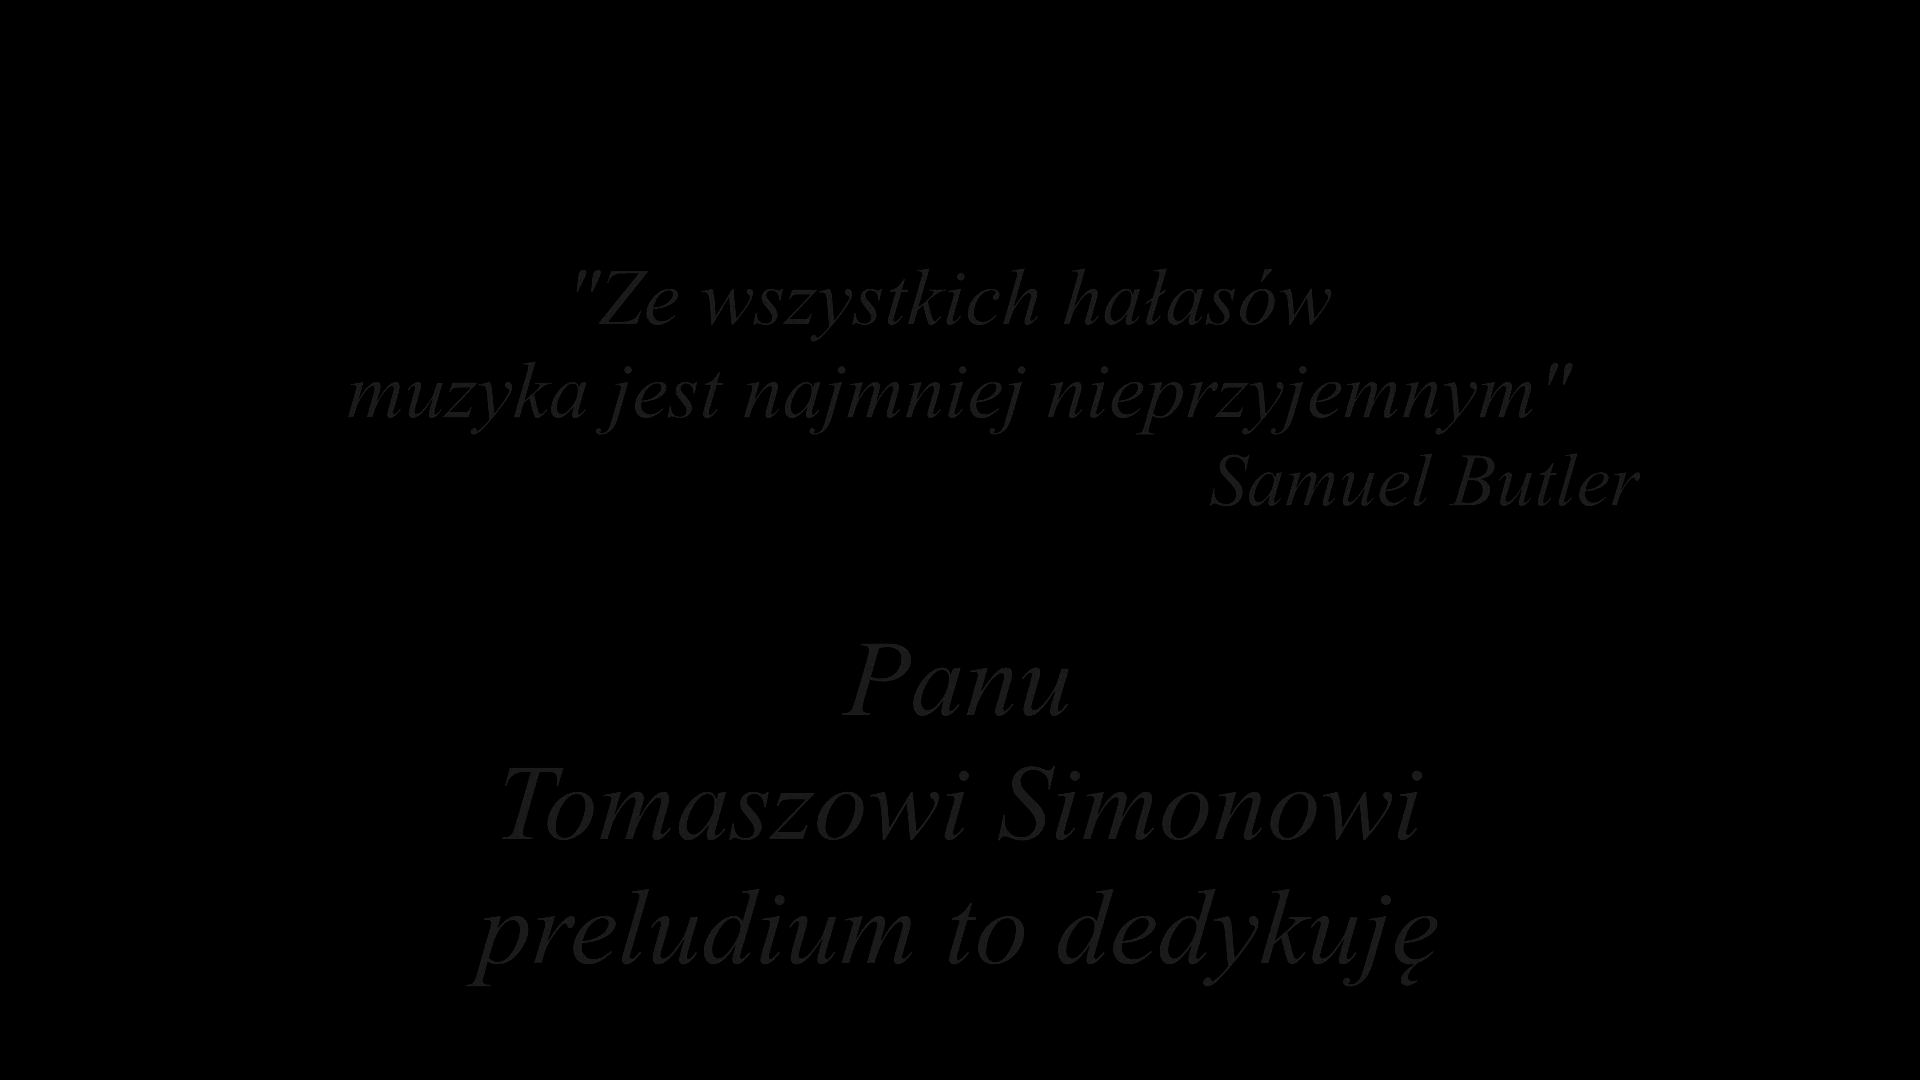 "Ze wszystkich hałasów
muzyka jest najmniej nieprzyjemnym"
Samuel Butler
Panu
Tomaszowi Simonowi
preludium to dedykuję